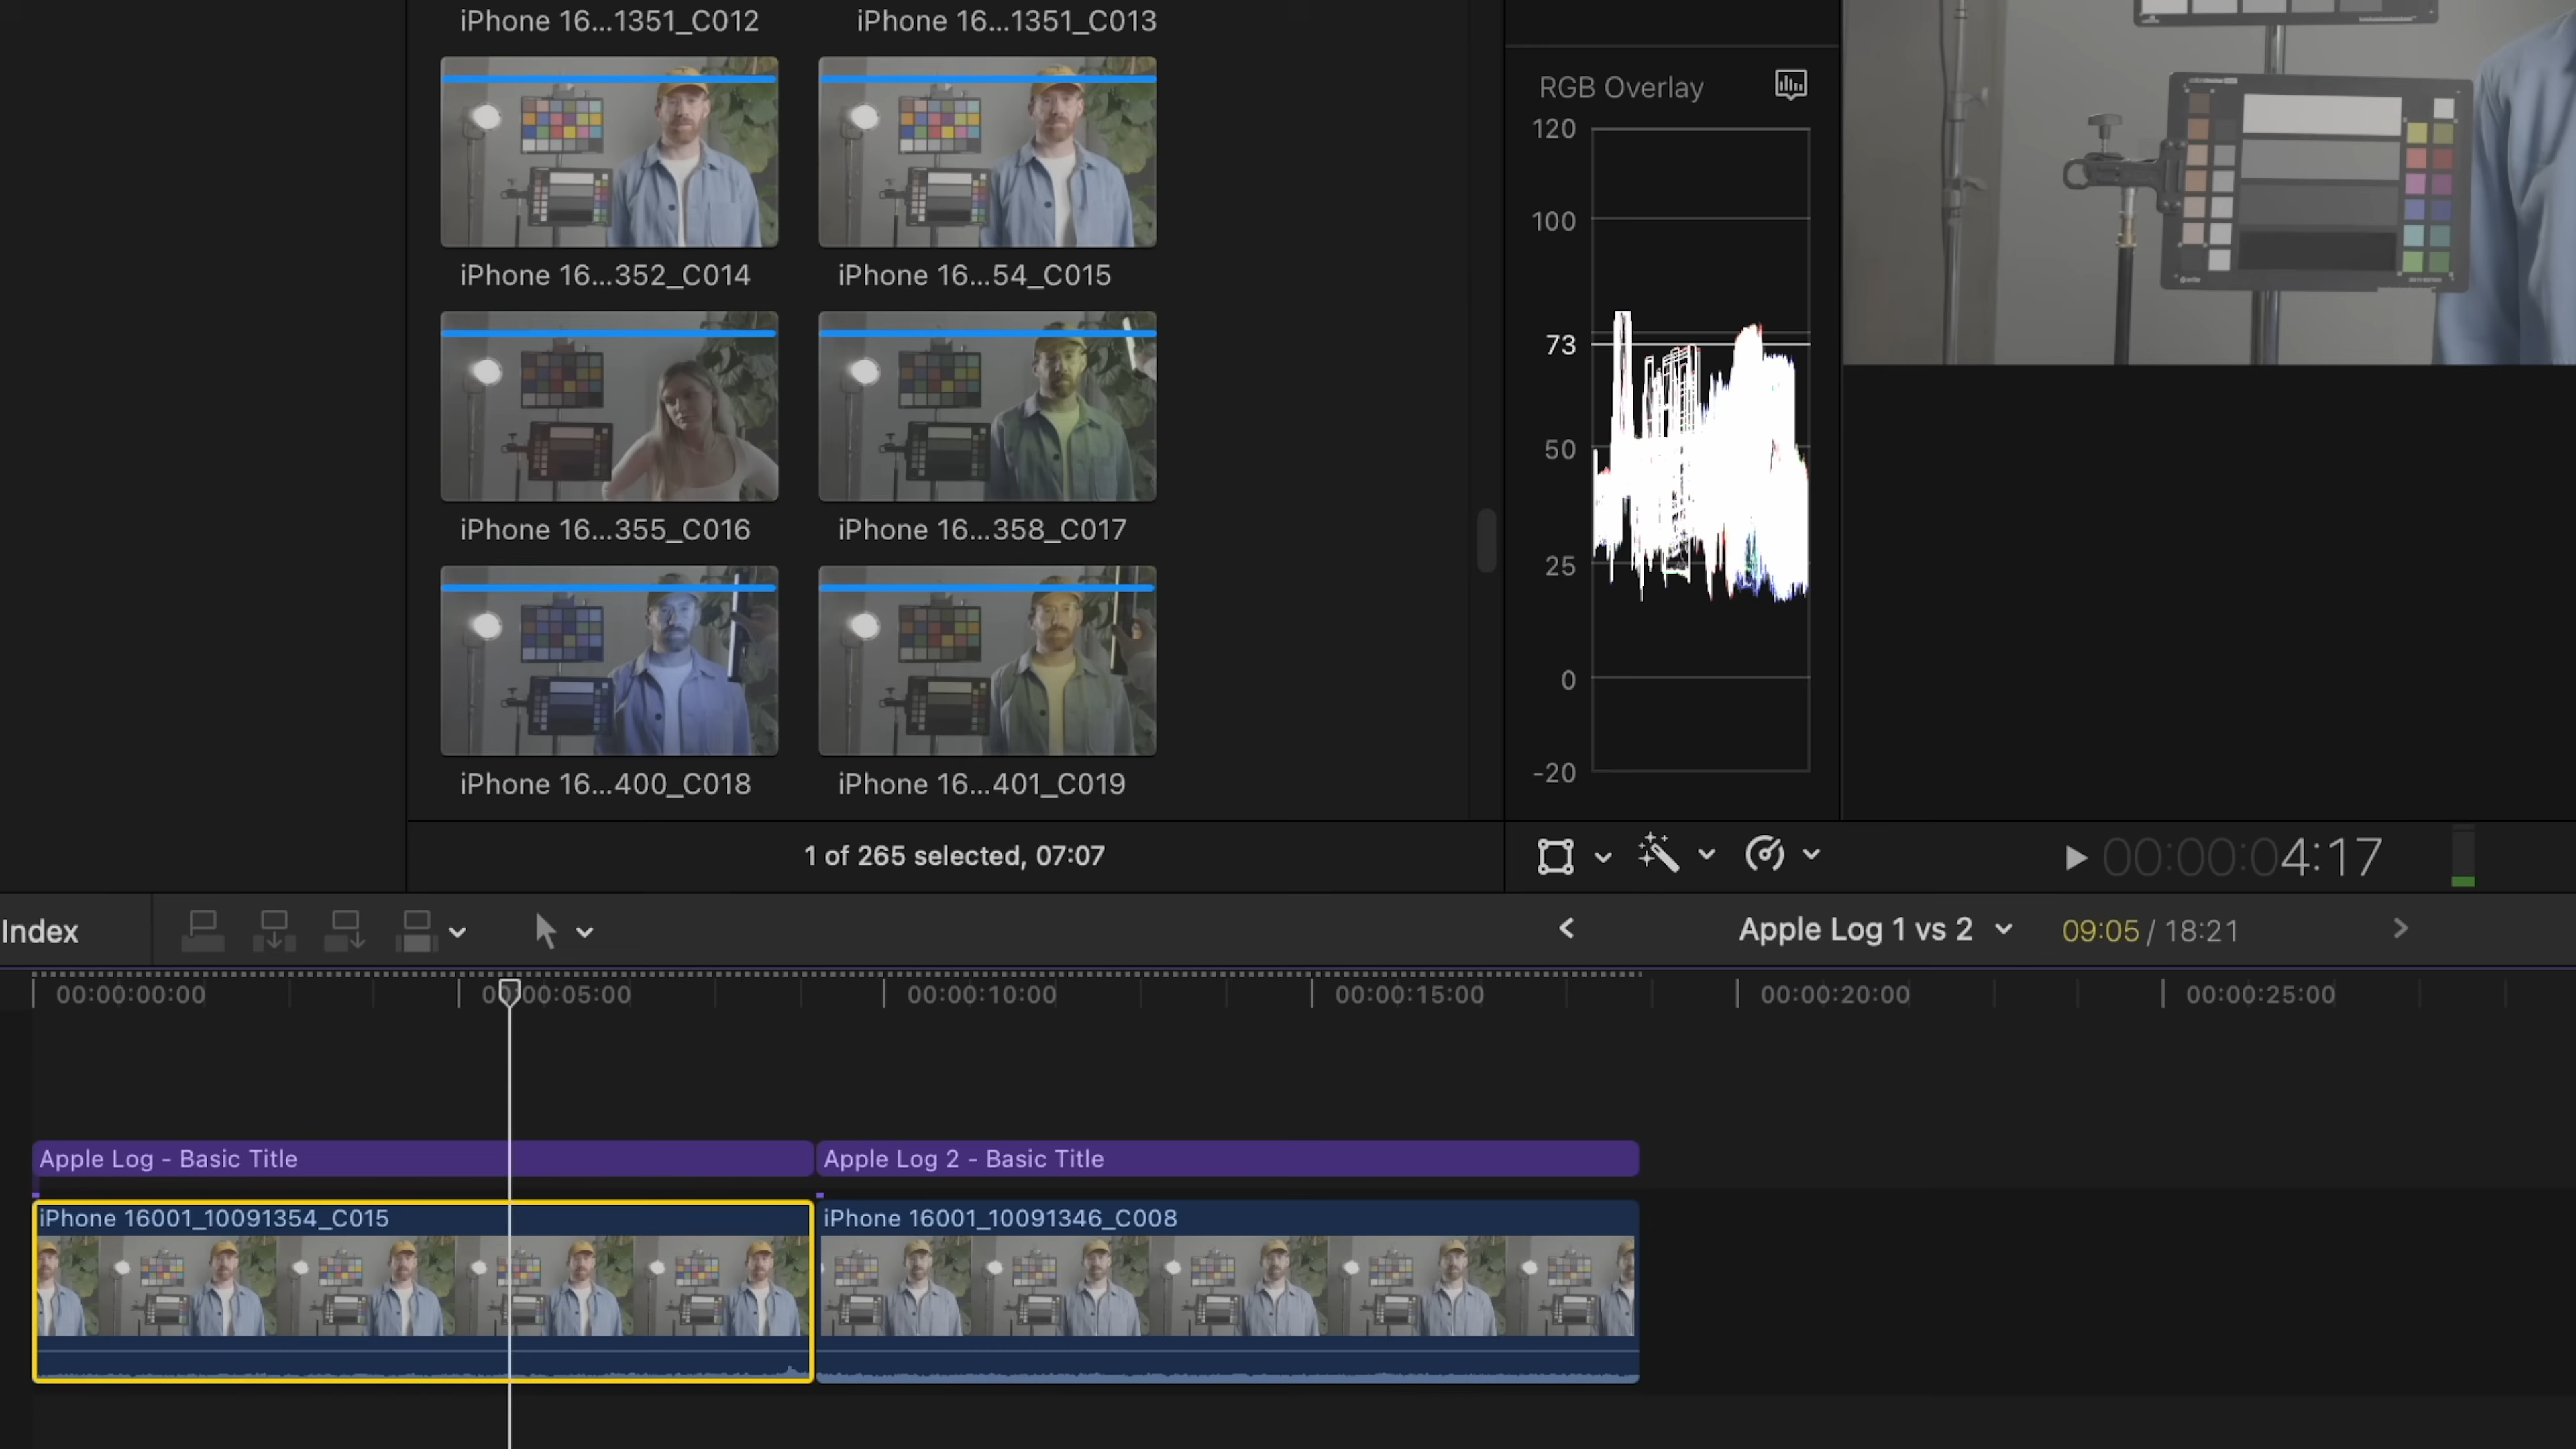 iPhone 16...1351_C012
iPhone 16...1351_C013
iPhone 16...352_C014
iPhone 16...54_C015
iPhone 16...355_C016
iPhone 16...358_C017
iPhone 16...400_C018
iPhone 16...401_C019
1 of 265 selected, 07:07
RGB Overlay
120
100
73
50
25
0
-20
00:00:04:17
Index
Apple Log 1 vs 2
09:05 / 18:21
00:00:00:00
00:00:05:00
00:00:10:00
00:00:15:00
00:00:20:00
00:00:25:00
Apple Log - Basic Title
Apple Log 2 - Basic Title
iPhone 16001_10091354_C015
iPhone 16001_10091346_C008